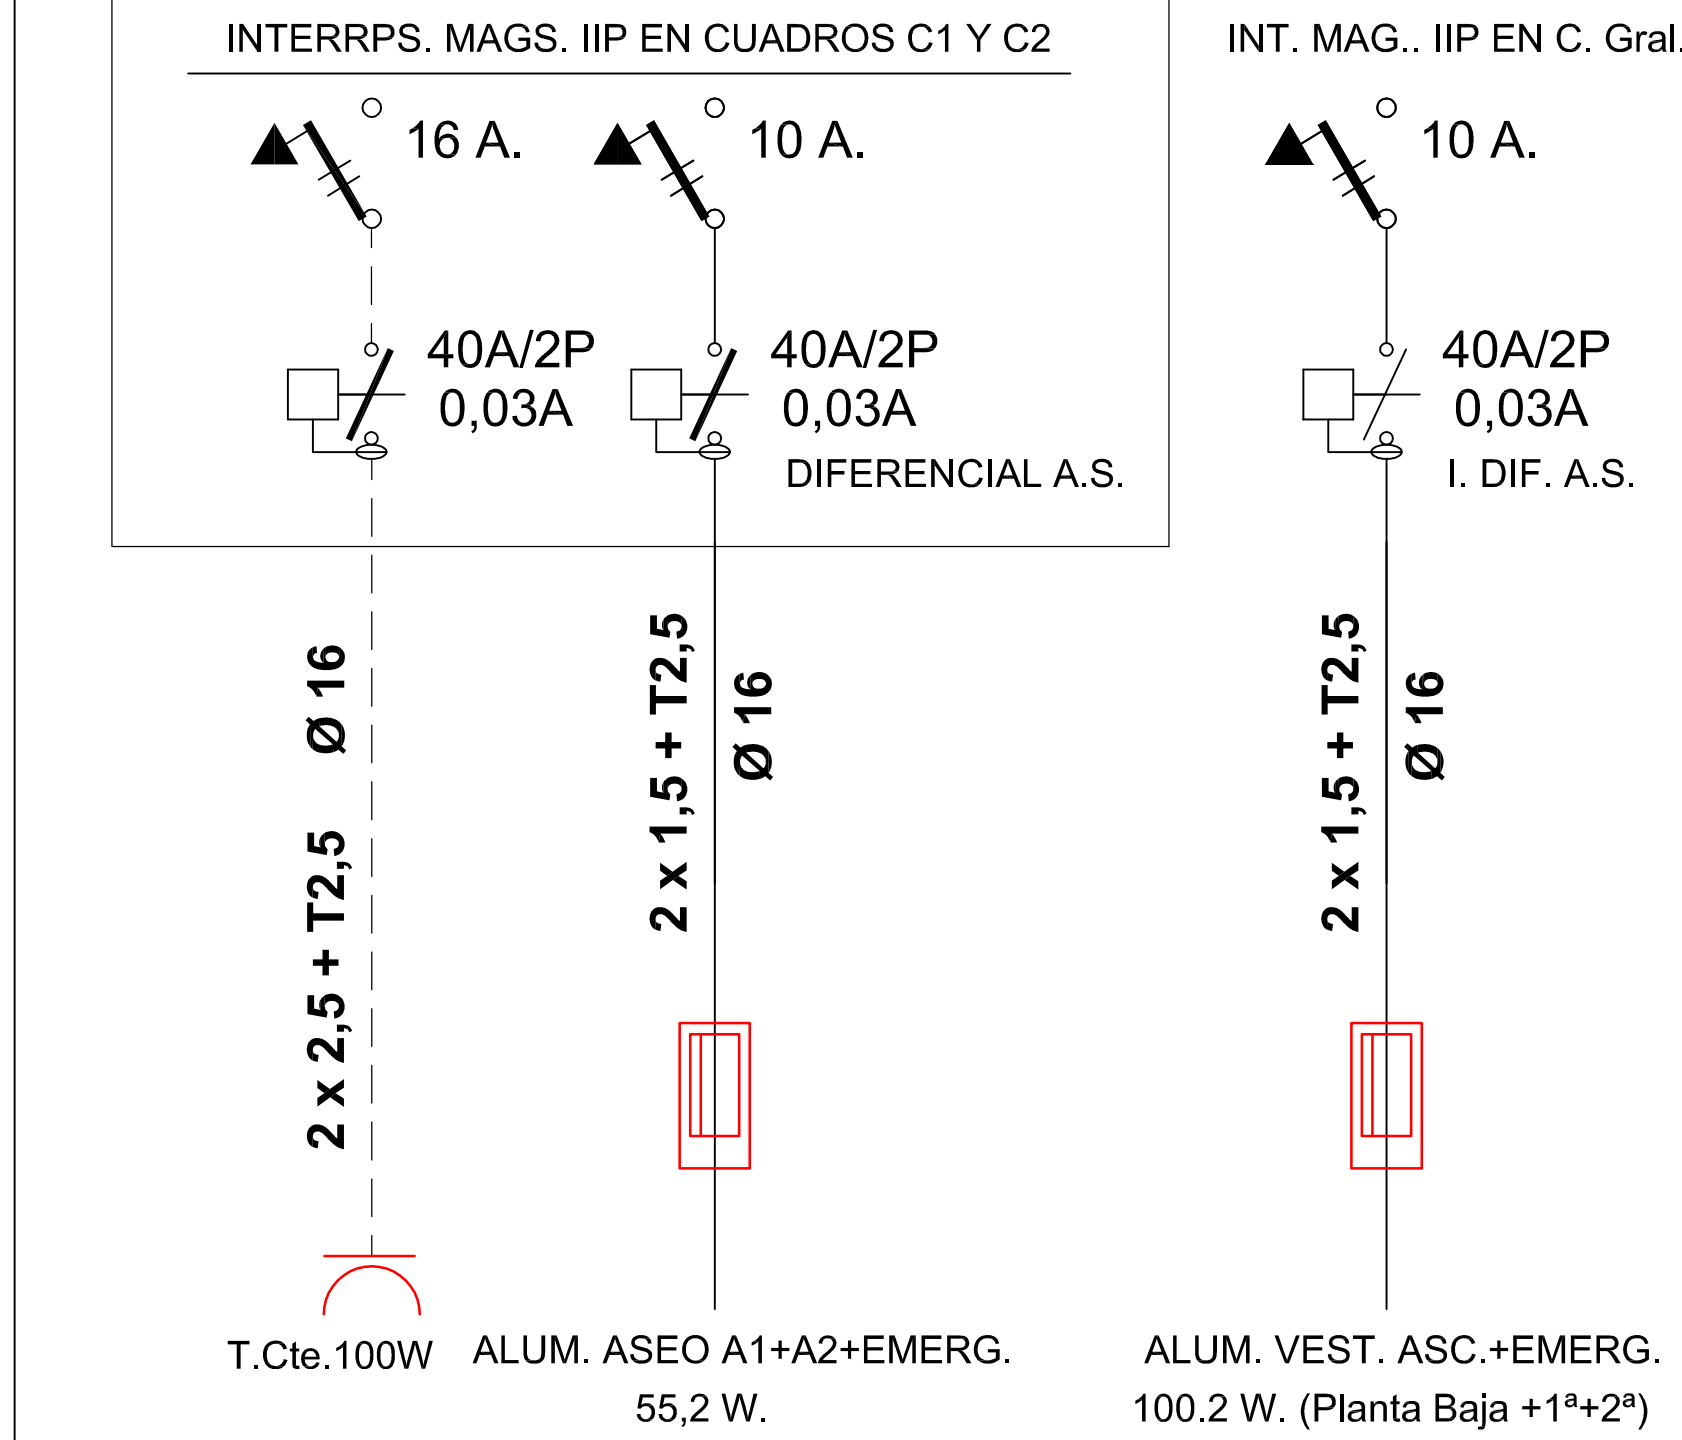 INTERRPS. MAGS. IIP EN CUADROS C1 Y C2
INT. MAG.. IIP EN C. Gral.
16 A.
10 A.
10 A.
40A/2P
0,03A
40A/2P
0,03A
DIFERENCIAL A.S.
40A/2P
0,03A
I. DIF. A.S.
2 x 2,5 + T2,5 Ø 16
2 x 1,5 + T2,5
Ø 16
2 x 1,5 + T2,5
Ø 16
T.Cte.100W
ALUM. ASEO A1+A2+EMERG.
55,2 W.
ALUM. VEST. ASC.+EMERG.
100.2 W. (Planta Baja +1ª+2ª)